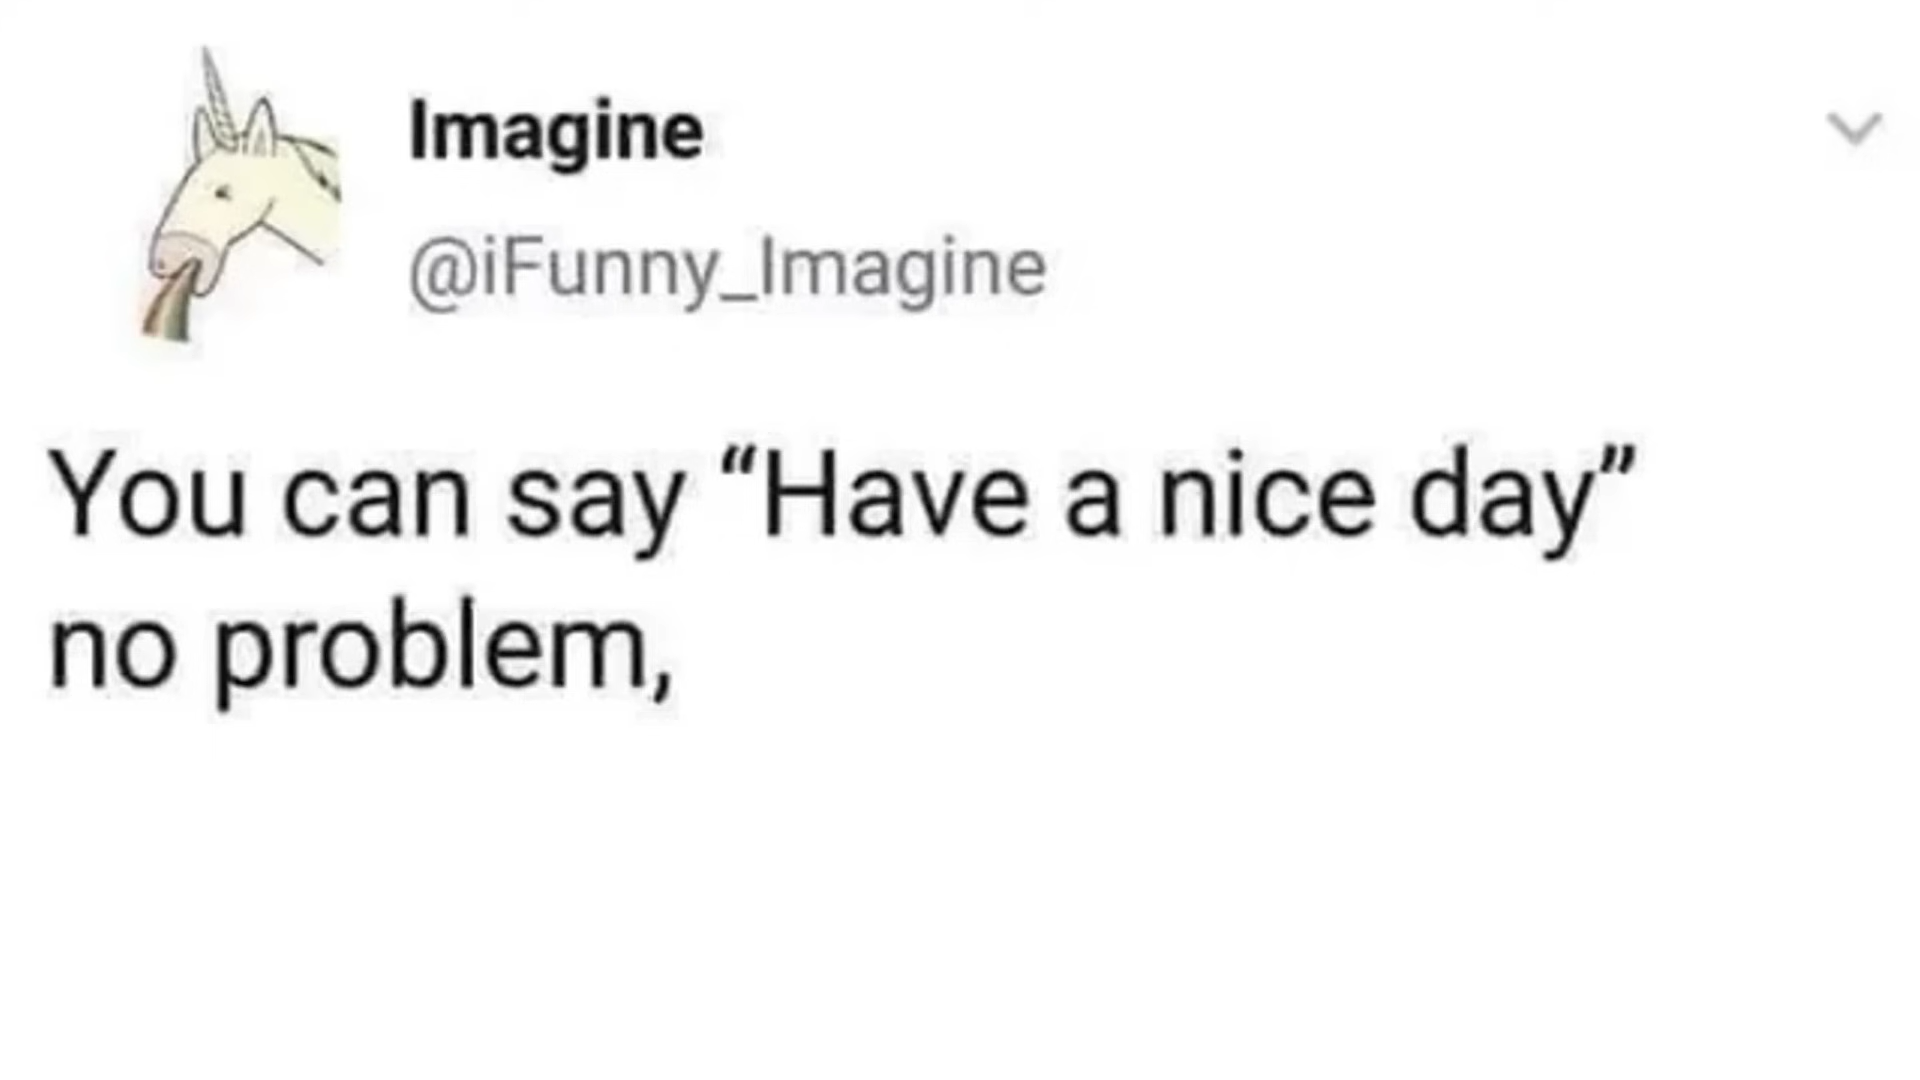 Imagine
@iFunny_Imagine
You can say “Have a nice day”
no problem,